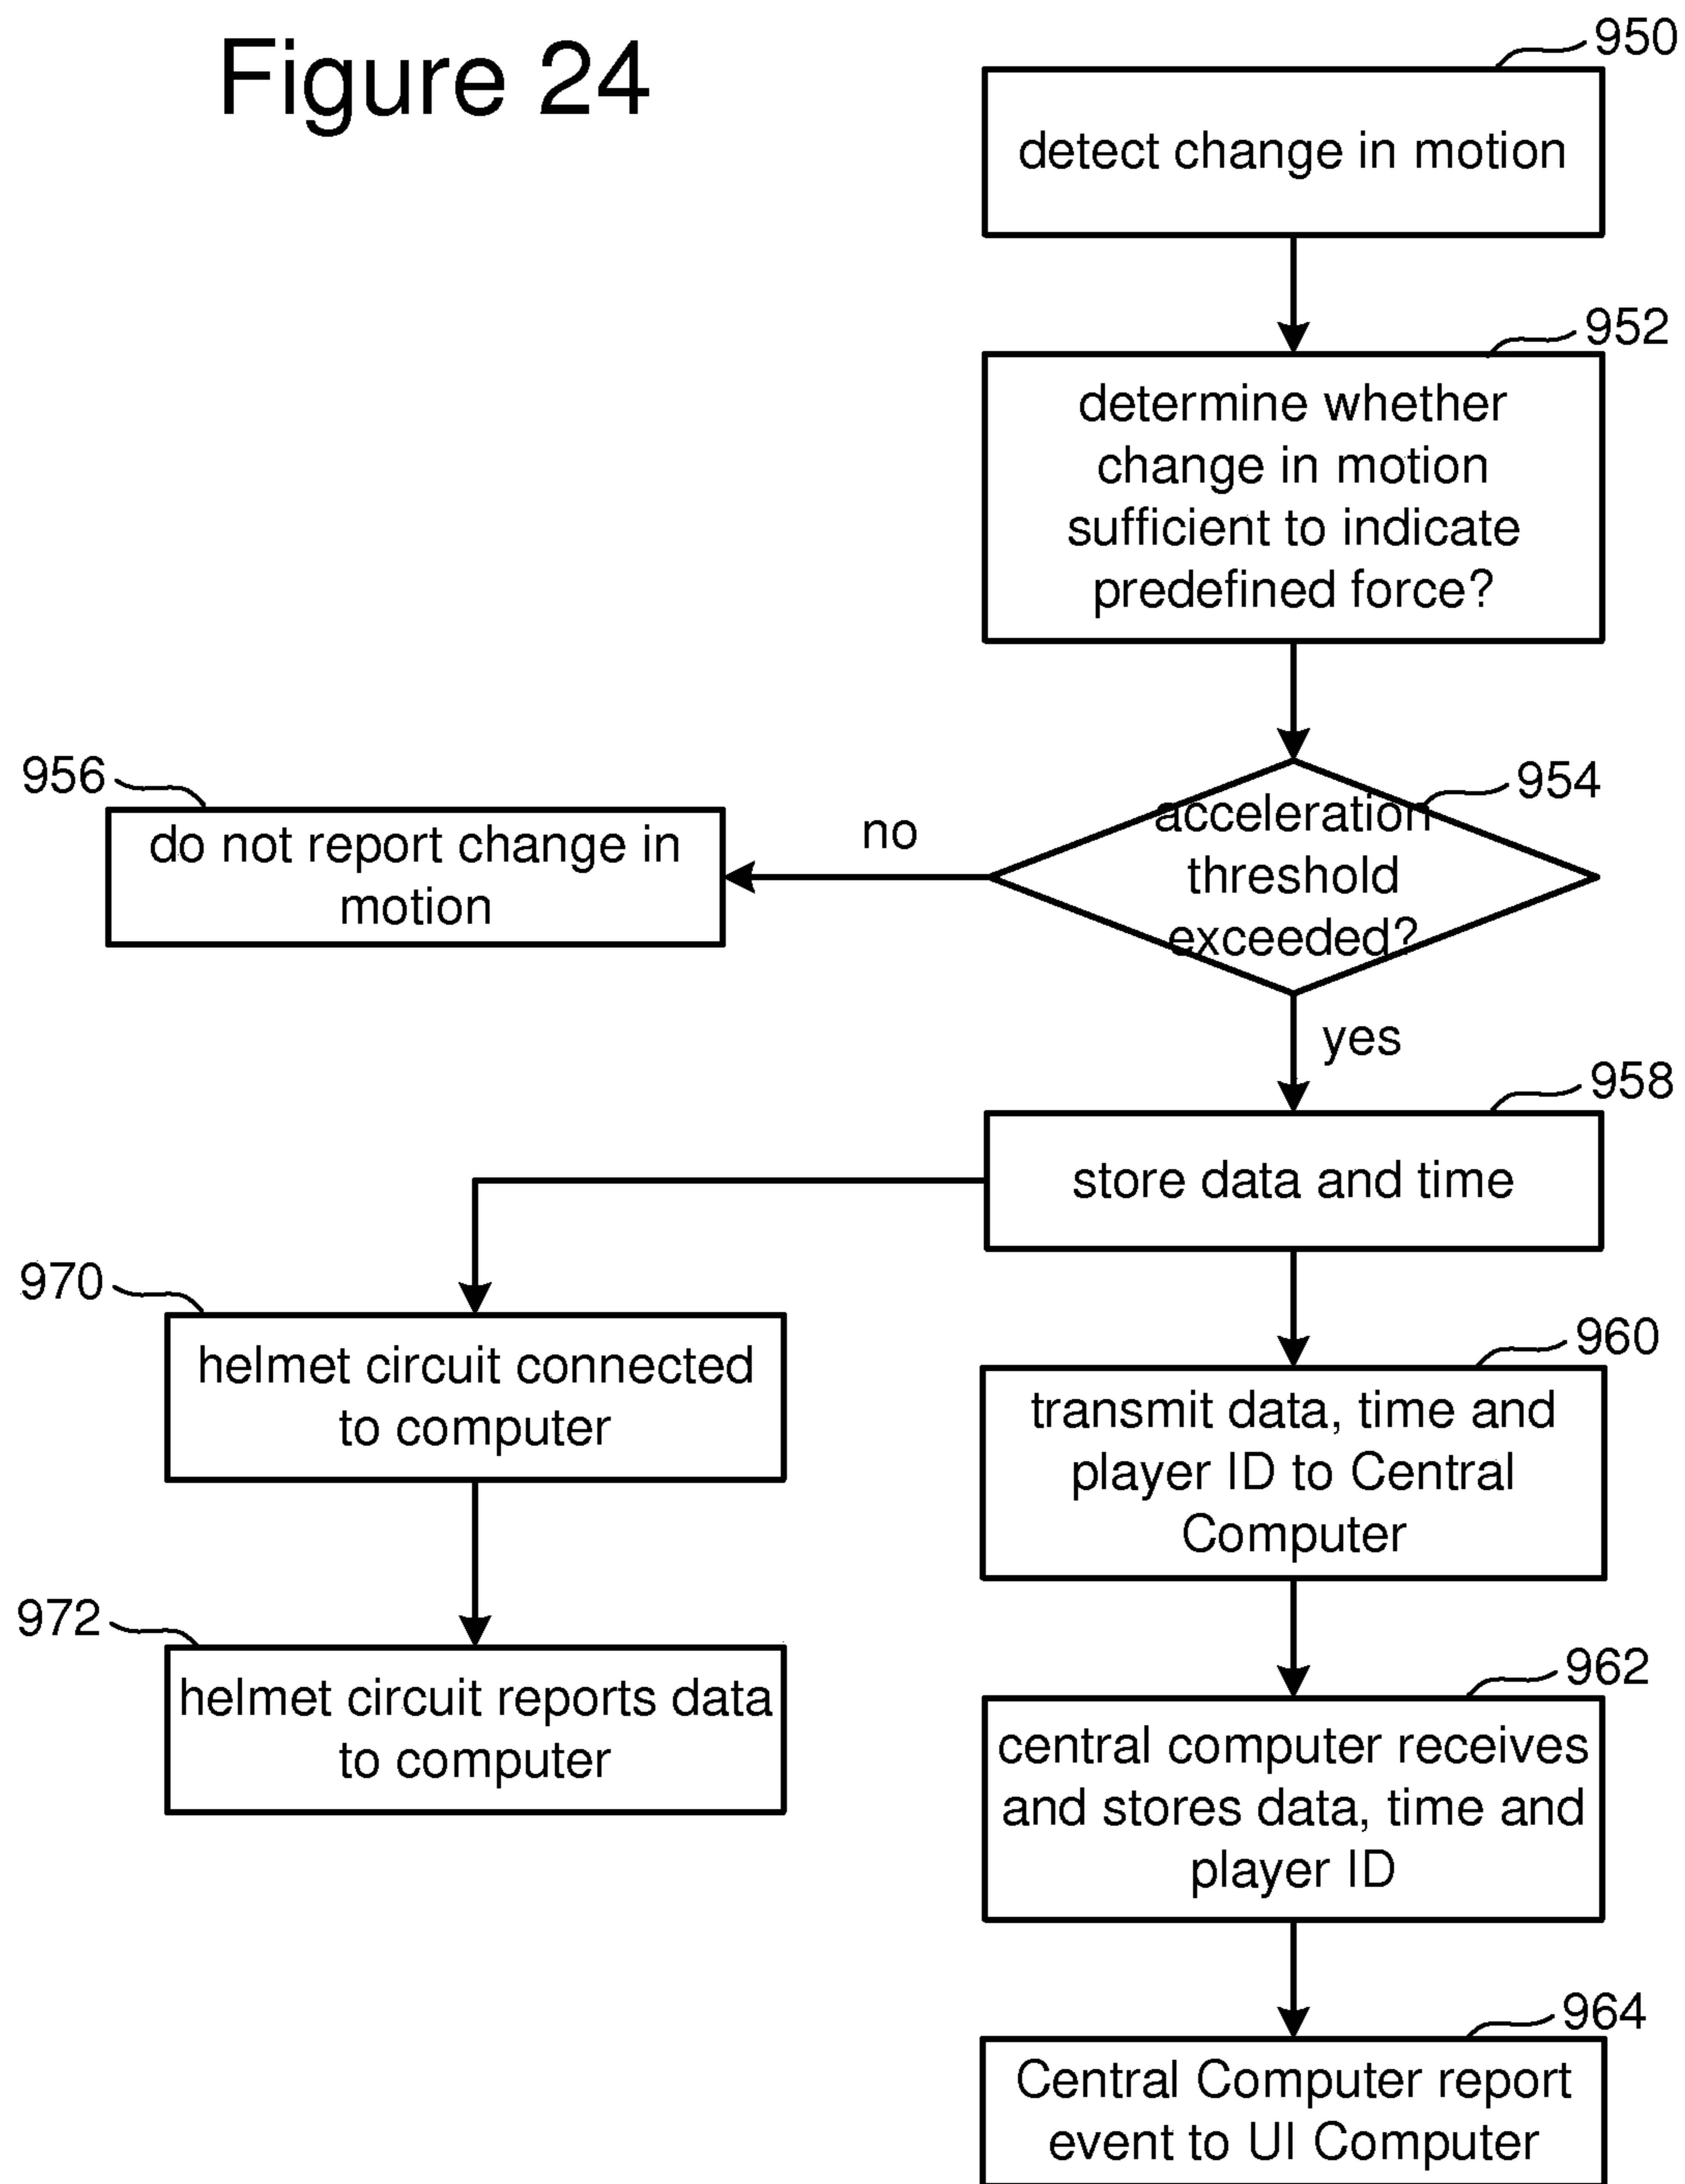 Figure 24
950
detect change in motion
952
determine whether
change in motion
sufficient to indicate
predefined force?
954
acceleration
threshold
exceeded?
no
956
do not report change in
motion
yes
958
store data and time
970
helmet circuit connected
to computer
972
helmet circuit reports data
to computer
960
transmit data, time and
player ID to Central
Computer
962
central computer receives
and stores data, time and
player ID
964
Central Computer report
event to UI Computer